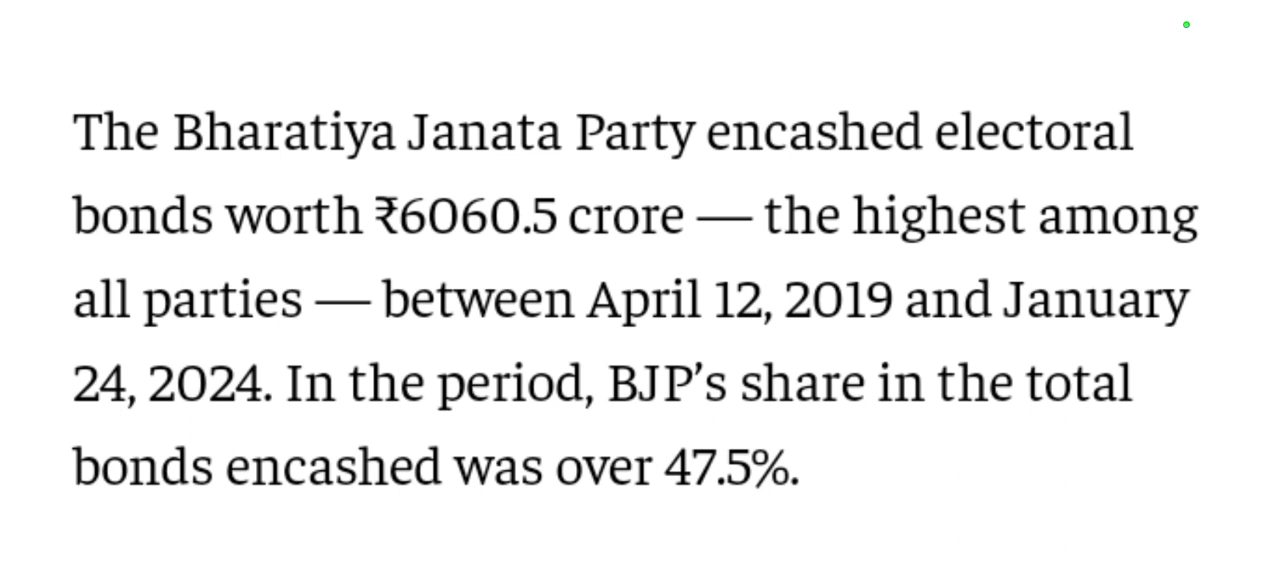 The Bharatiya Janata Party encashed electoral
bonds worth ₹6060.5 crore — the highest among
all parties — between April 12, 2019 and January
24, 2024. In the period, BJP’s share in the total
bonds encashed was over 47.5%.